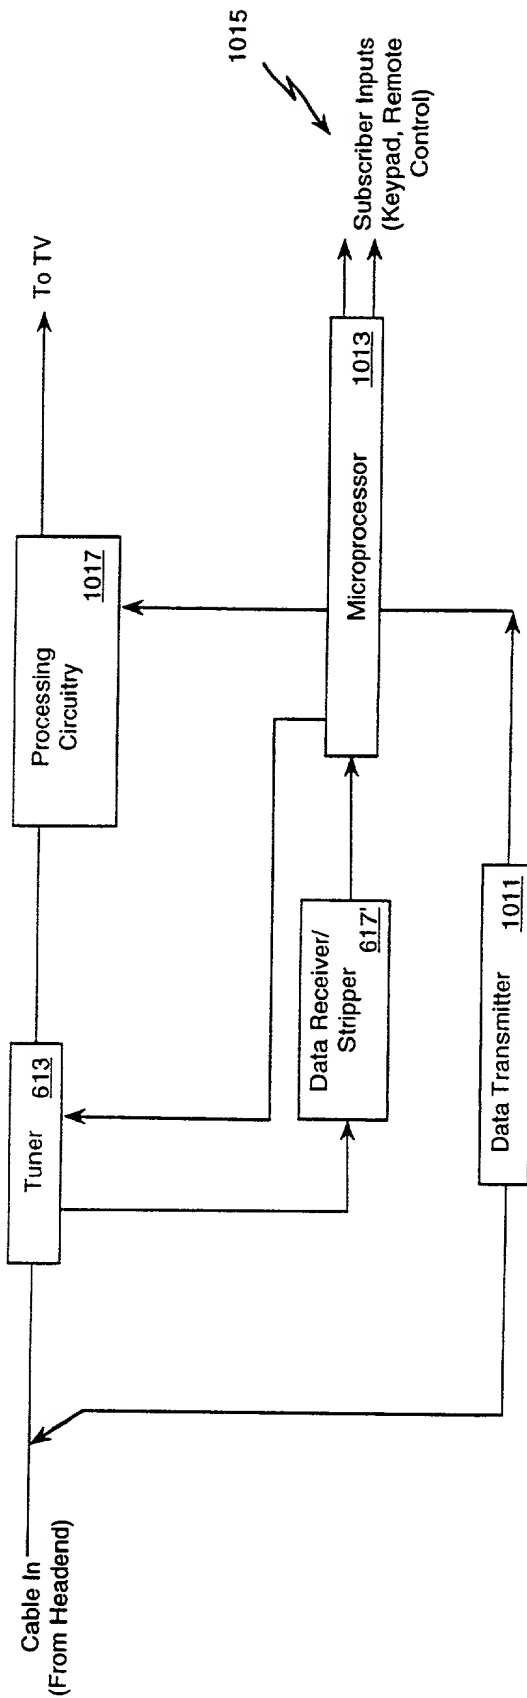 1015
To TV
Subscriber Inputs
(Keypad, Remote
Control)
Processing
Circuitry
1017
Microprocessor
1013
Tuner
613
Data Receiver/
Stripper
617'
Data Transmitter
1011
Cable In
(From Headend)